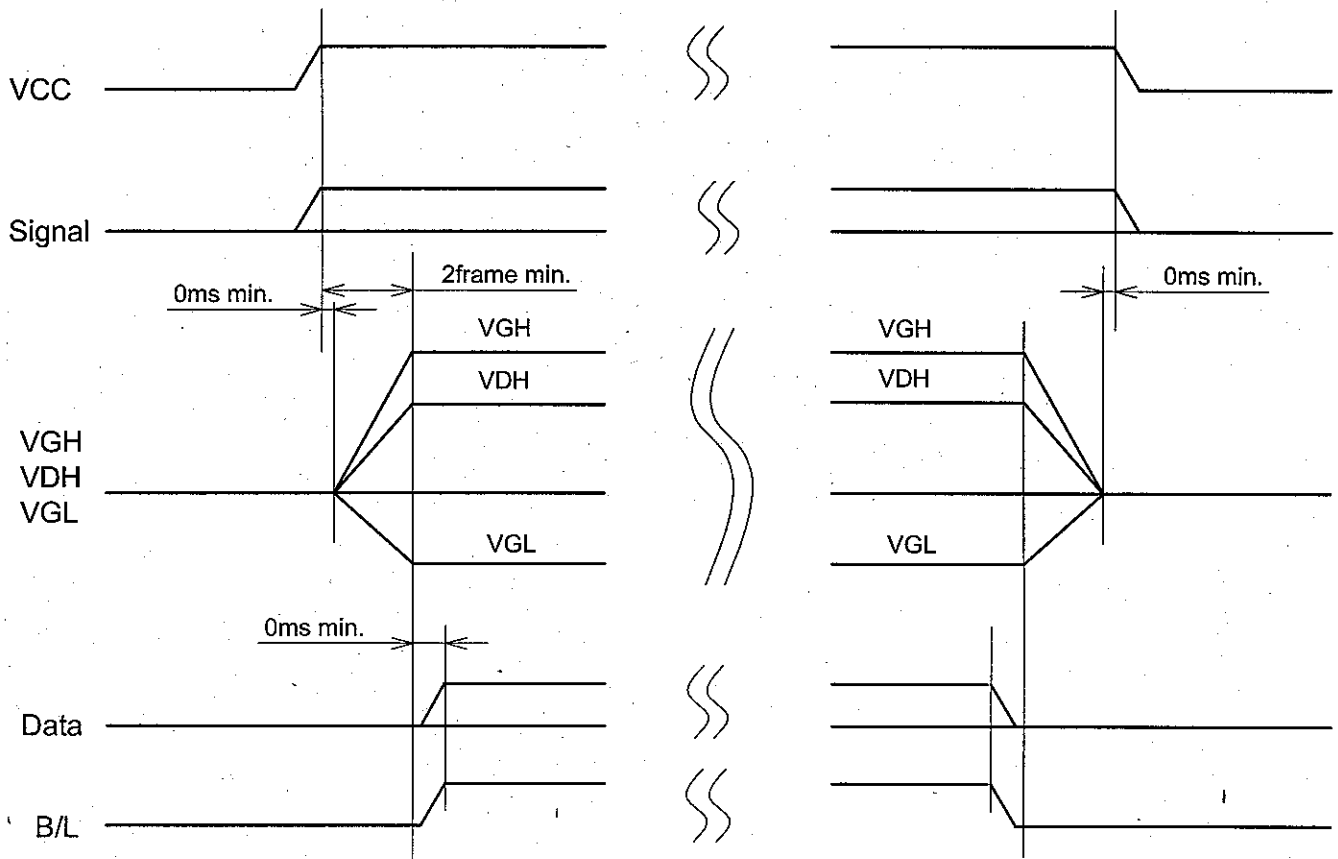 VCC
Signal
2frame min.
0ms min.
0ms min.
VGH
VGH
VDH
VDH
VGH
VDH
VGL
VGL
VGL
0ms min.
Data
B/L